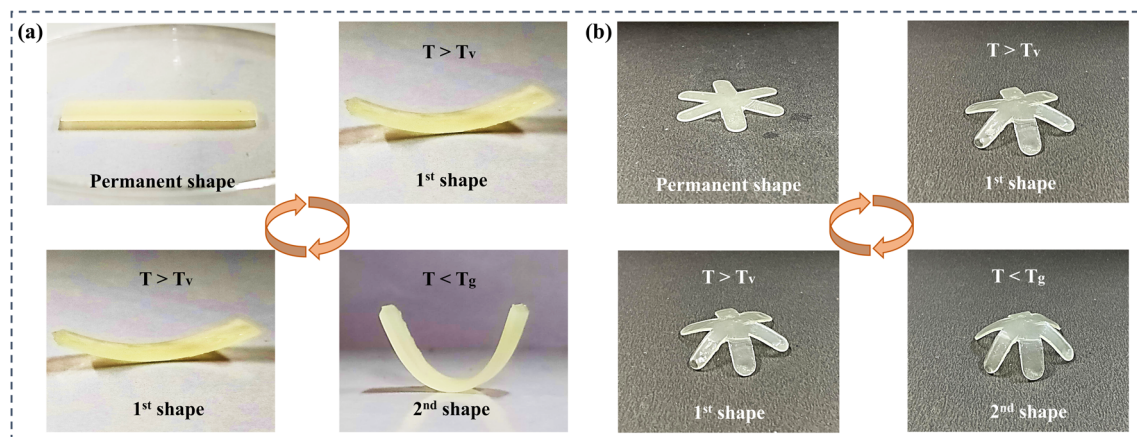 (a)
Permanent shape
T > Tv
1st shape
T > Tv
1st shape
T < Tg
2nd shape
(b)
Permanent shape
T > Tv
1st shape
T > Tv
1st shape
T < Tg
2nd shape